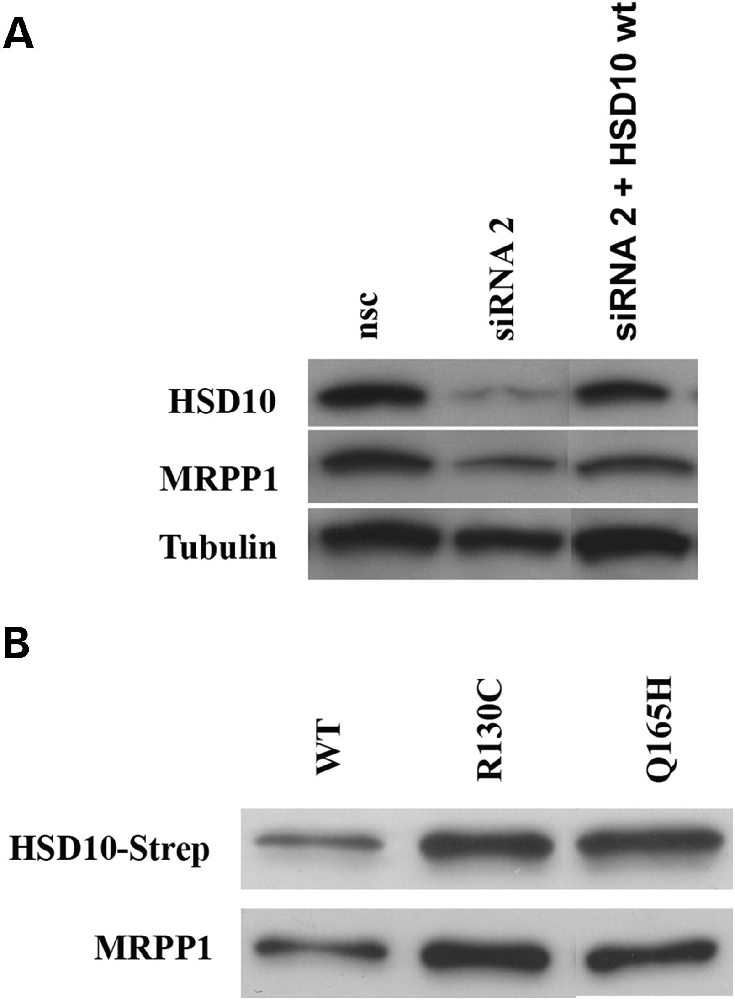 A
nsc
siRNA 2
siRNA 2 + HSD10 wt
HSD10
MRPP1
Tubulin
B
WT
R130C
Q165H
HSD10-Strep
MRPP1